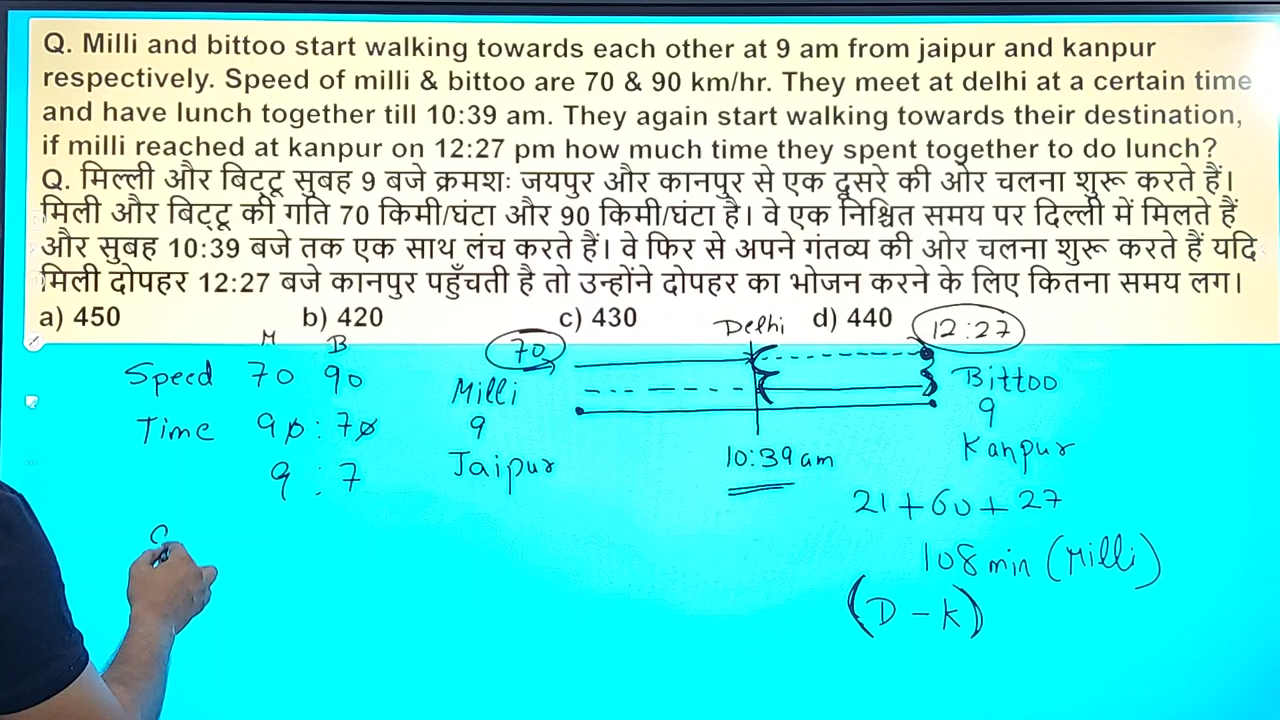 Q. Milli and bittoo start walking towards each other at 9 am from jaipur and kanpur
respectively. Speed of milli & bittoo are 70 & 90 km/hr. They meet at delhi at a certain time
and have lunch together till 10:39 am. They again start walking towards their destination,
if milli reached at kanpur on 12:27 pm how much time they spent together to do lunch?
Q. मिल्ली और बिट्टू सुबह 9 बजे क्रमशः जयपुर और कानपुर से एक दूसरे की ओर चलना शुरू करते हैं।
मिली और बिट्टू की गति 70 किमी/घंटा और 90 किमी/घंटा है। वे एक निश्चित समय पर दिल्ली में मिलते हैं
और सुबह 10:39 बजे तक एक साथ लंच करते हैं। वे फिर से अपने गंतव्य की ओर चलना शुरू करते हैं यदि
मिली दोपहर 12:27 बजे कानपुर पहुँचती है तो उन्होंने दोपहर का भोजन करने के लिए कितना समय लग।
a) 450 b) 420 c) 430 d) 440
Delhi 12:27
M B 70
Speed 70 90
Milli Bittoo
Time 90 : 70 9 9
9 : 7 Jaipur 10:39 am Kanpur
21+60+27
108 min (Milli)
(D-K)